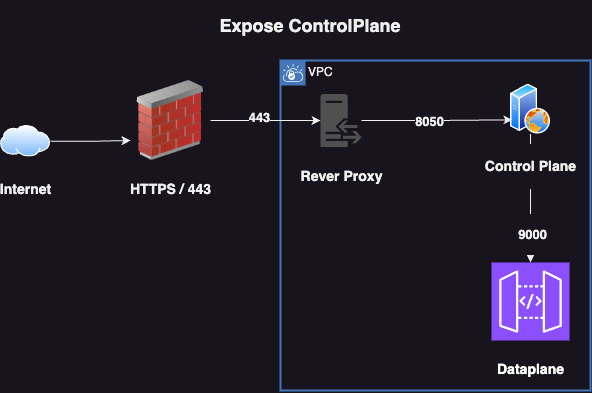 Expose ControlPlane
VPC
443
8050
Internet
HTTPS / 443
Rever Proxy
Control Plane
9000
</>
Dataplane